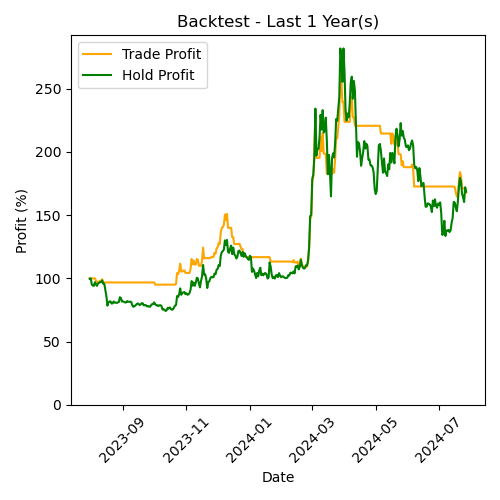 Backtest - Last 1 Year(s)
Trade Profit
Hold Profit
Profit (%)
250
200
150
100
50
0
2023-09
2023-11
2024-01
2024-03
2024-05
2024-07
Date